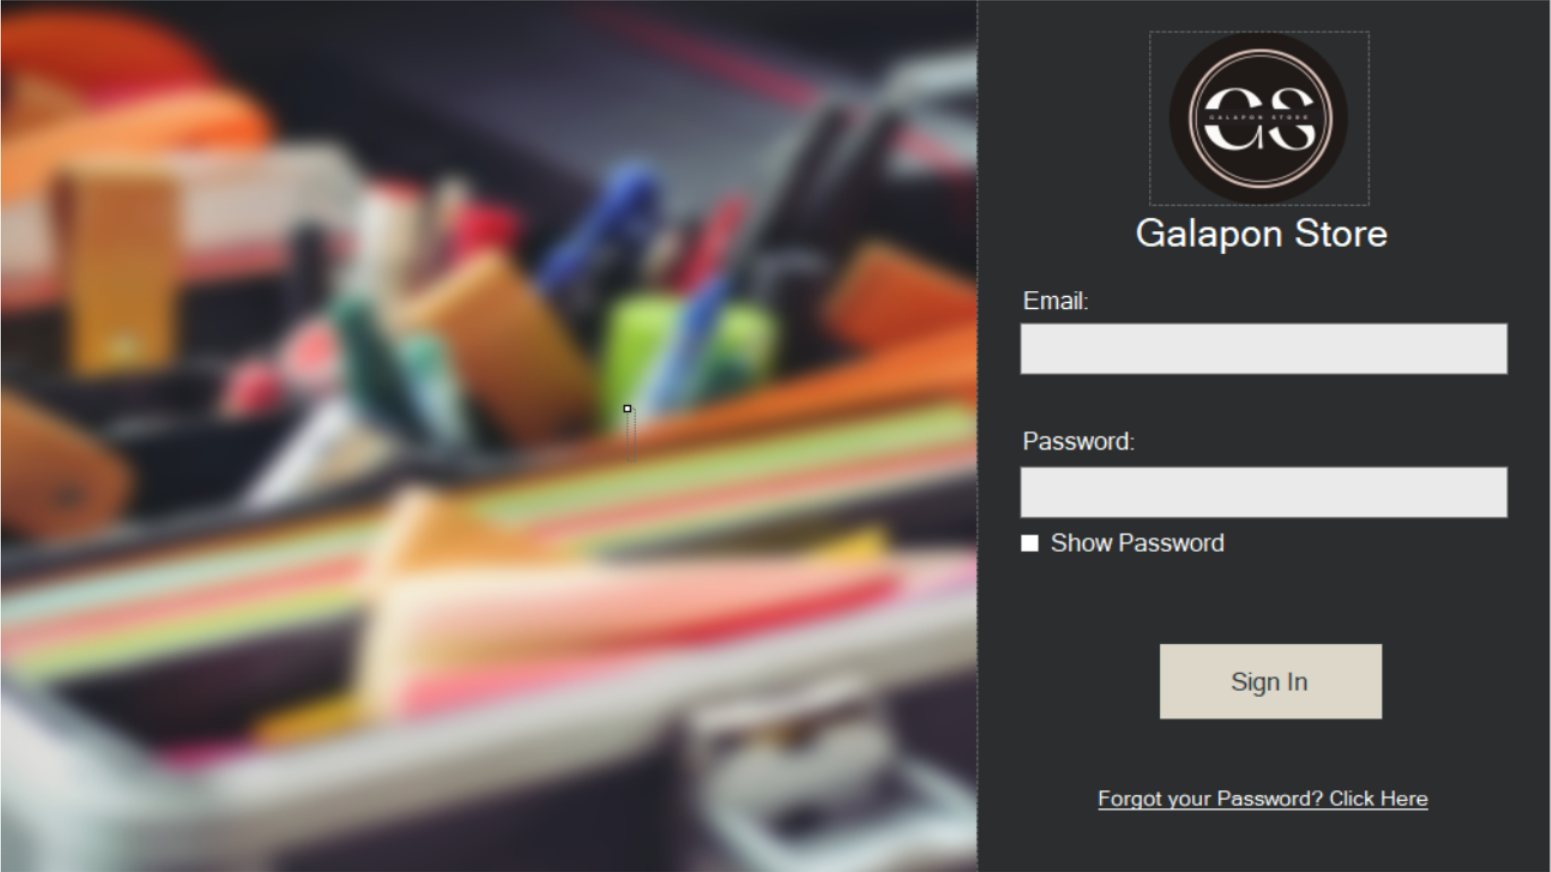 GS
GALAPON STORE
Galapon Store
Email:
Password:
Show Password
Sign In
Forgot your Password? Click Here